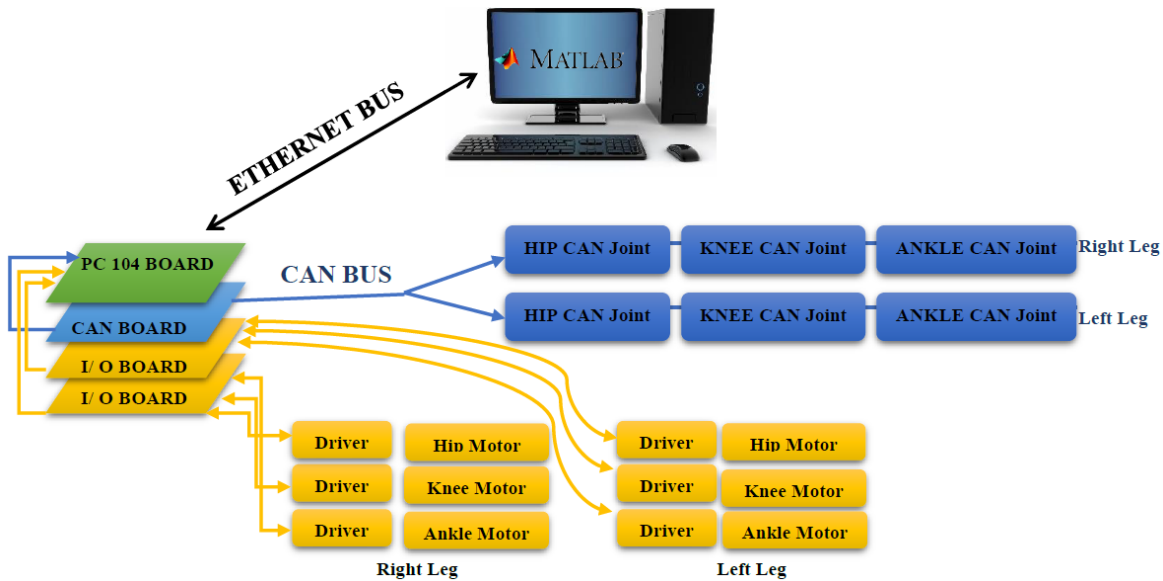 MATLAB
ETHERNET BUS
HIP CAN Joint KNEE CAN Joint ANKLE CAN Joint Right Leg
PC 104 BOARD
CAN BUS
HIP CAN Joint KNEE CAN Joint ANKLE CAN Joint Left Leg
CAN BOARD
I/ O BOARD
I/ O BOARD
Driver Hip Motor Driver Hip Motor
Driver Knee Motor Driver Knee Motor
Driver Ankle Motor Driver Ankle Motor
Right Leg Left Leg